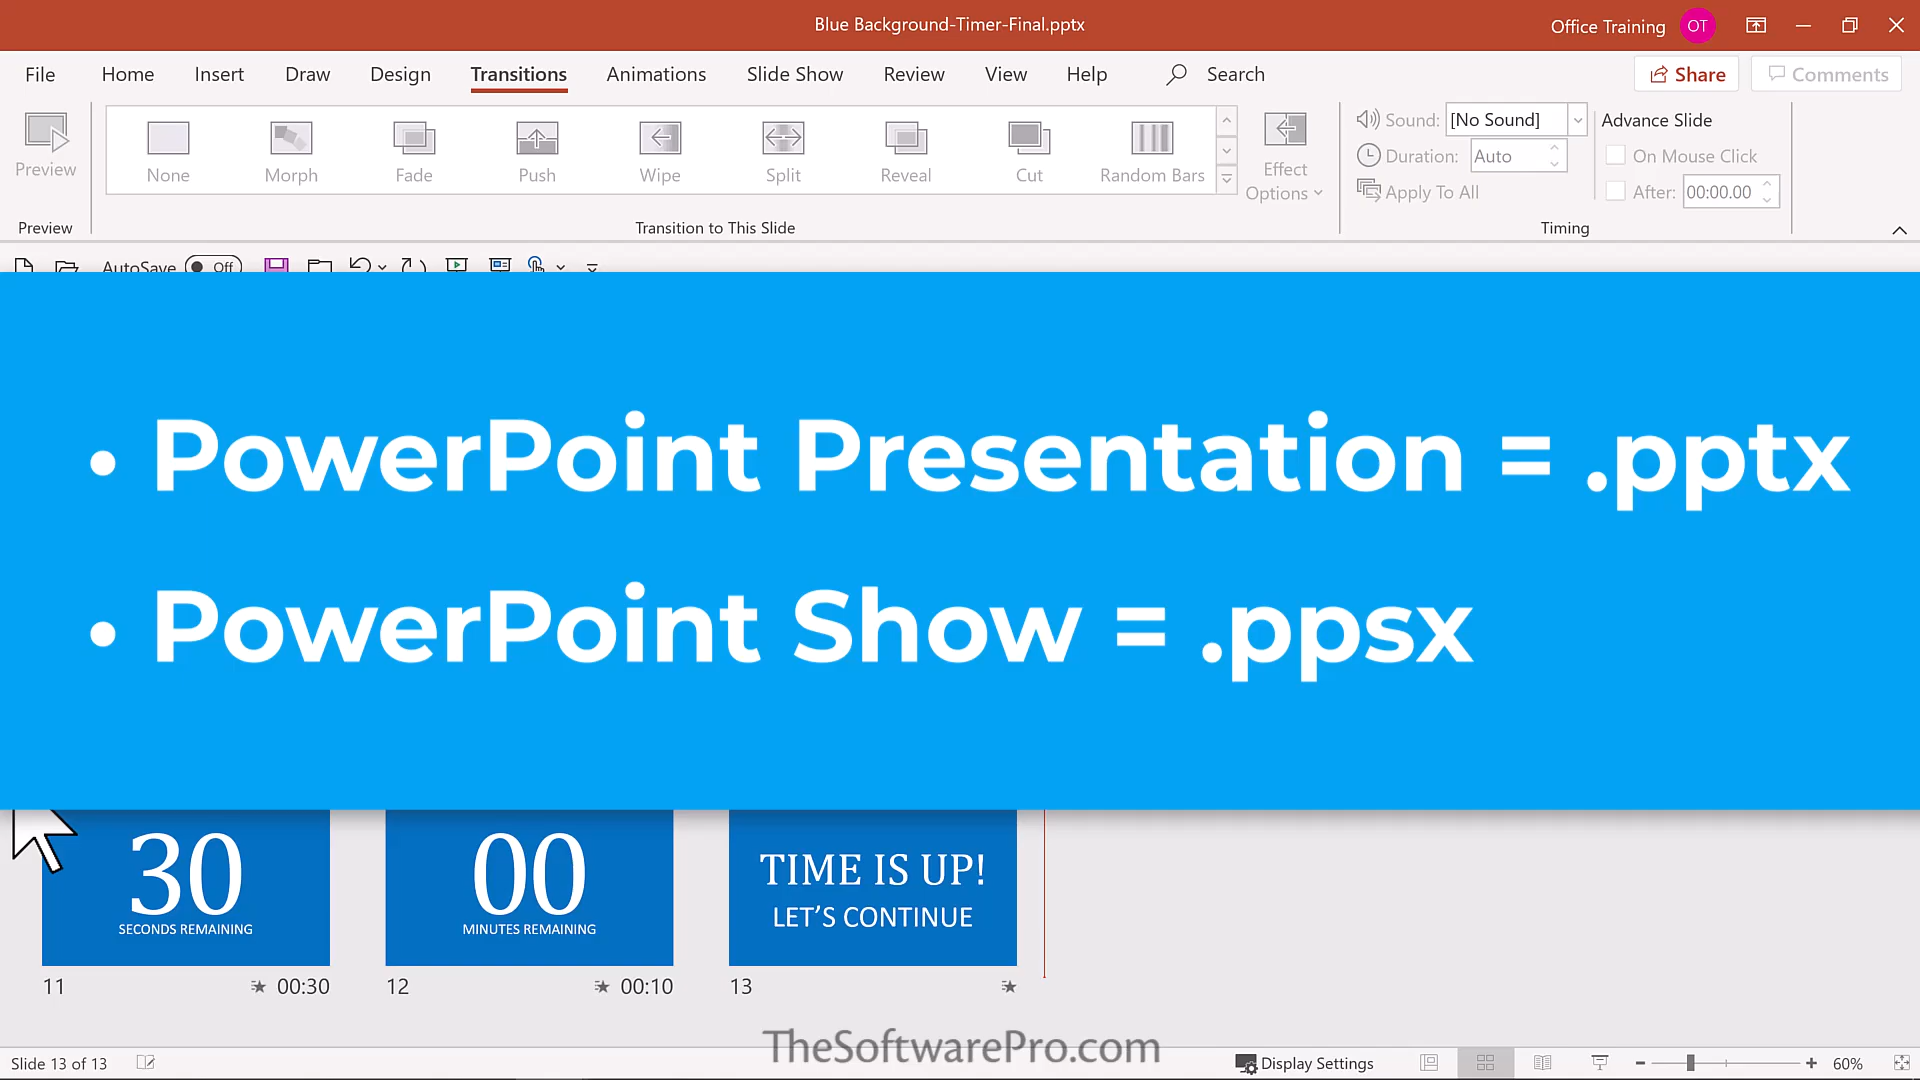 Blue Background-Timer-Final.pptx
Office Training OT
File Home Insert Draw Design Transitions Animations Slide Show Review View Help Search Share Comments
Preview
None Morph Fade Push Wipe Split Reveal Cut Random Bars
Effect Options
Sound: [No Sound]
Duration: Auto
Apply To All
Advance Slide
On Mouse Click
After: 00:00.00
Preview Transition to This Slide Timing
AutoSave Off
• PowerPoint Presentation = .pptx
• PowerPoint Show = .ppsx
30
SECONDS REMAINING
11 00:30
00
MINUTES REMAINING
12 00:10
TIME IS UP!
LET’S CONTINUE
13
TheSoftwarePro.com
Slide 13 of 13 Display Settings 60%